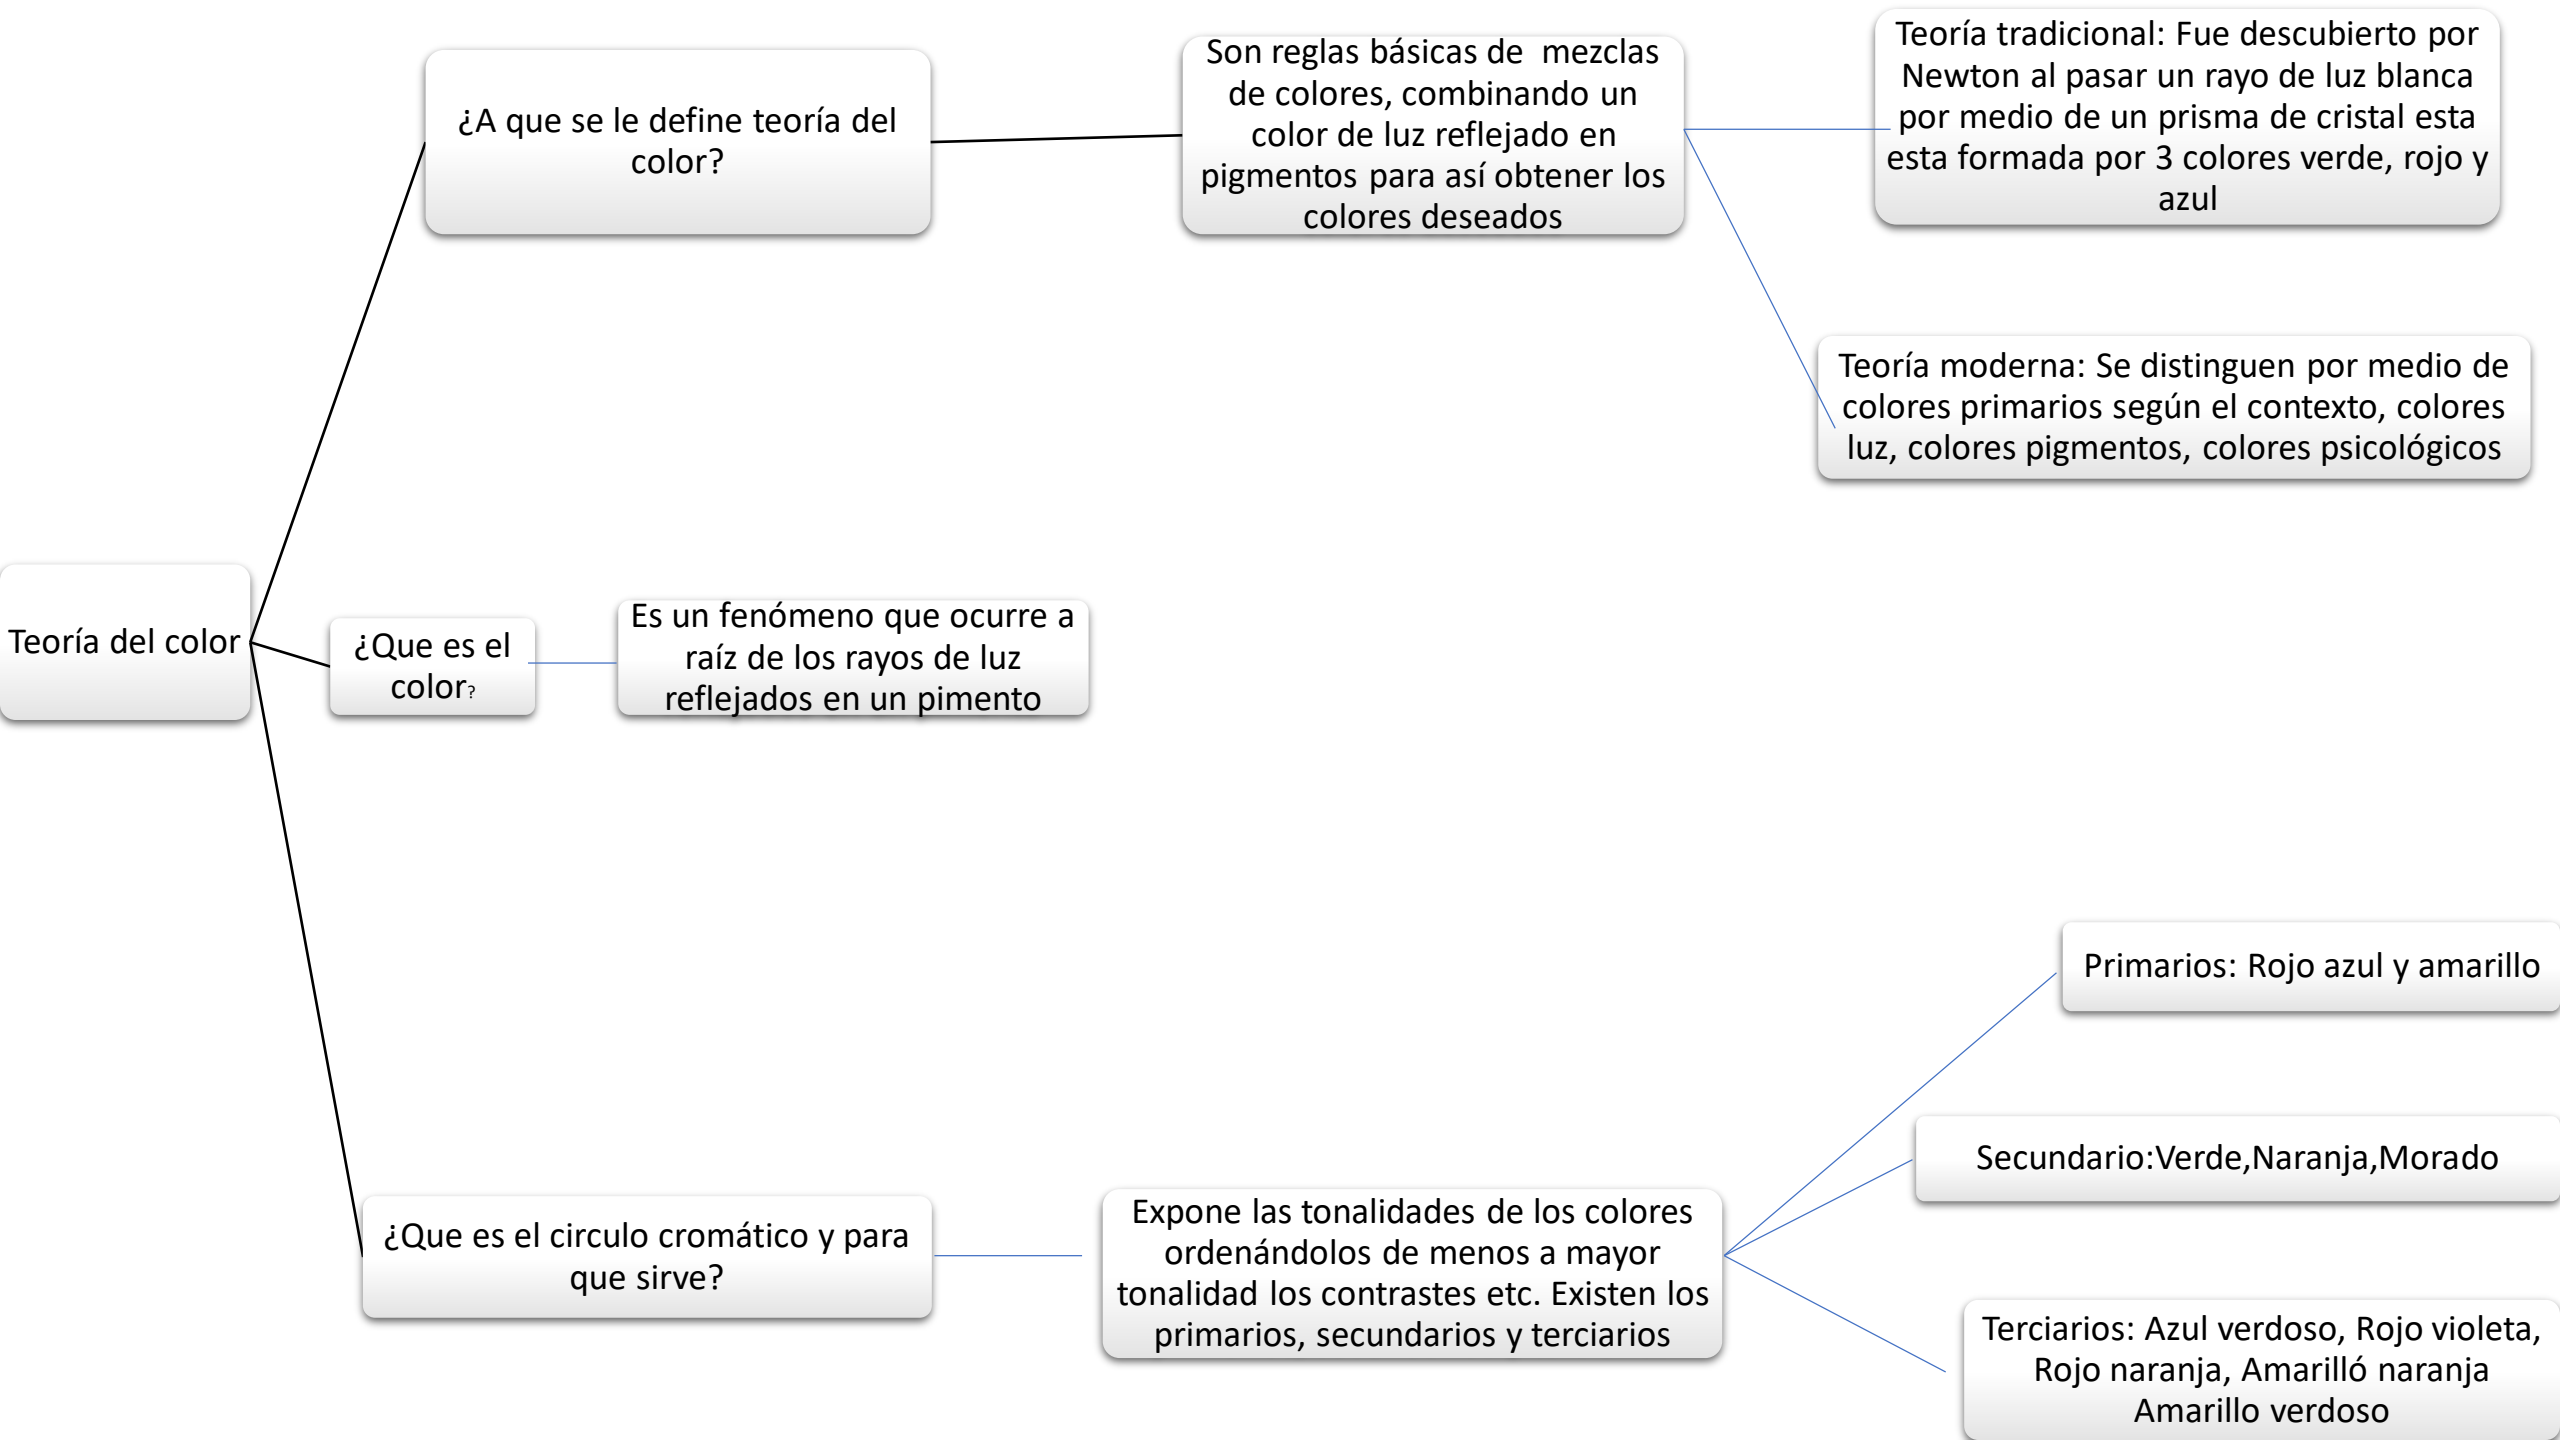 ¿A que se le define teoría del
color?
Son reglas básicas de  mezclas
de colores, combinando un
color de luz reflejado en
pigmentos para así obtener los
colores deseados
Teoría tradicional: Fue descubierto por
Newton al pasar un rayo de luz blanca
por medio de un prisma de cristal esta
esta formada por 3 colores verde, rojo y
azul
Teoría moderna: Se distinguen por medio de
colores primarios según el contexto, colores
luz, colores pigmentos, colores psicológicos
Teoría del color
¿Que es el
color?
Es un fenómeno que ocurre a
raíz de los rayos de luz
reflejados en un pimento
¿Que es el circulo cromático y para
que sirve?
Expone las tonalidades de los colores
ordenándolos de menos a mayor
tonalidad los contrastes etc. Existen los
primarios, secundarios y terciarios
Primarios: Rojo azul y amarillo
Secundario:Verde,Naranja,Morado
Terciarios: Azul verdoso, Rojo violeta,
Rojo naranja, Amarilló naranja
Amarillo verdoso